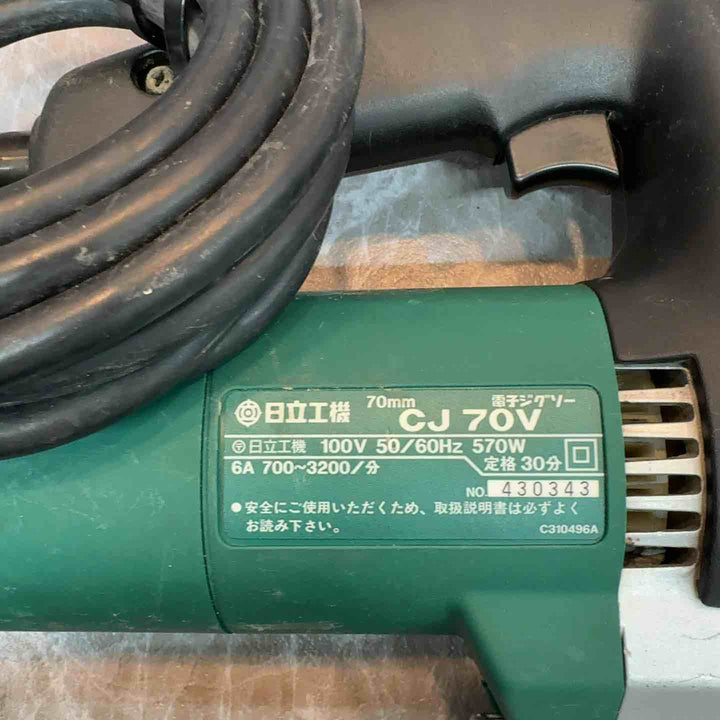 日立工機 70mm 電子ジグソー
CJ 70V
〒日立工機 100V 50/60Hz 570W
6A 700~3200/分 定格 30分
NO. 430343
●安全にご使用いただくため、取扱説明書は必ずよく
お読み下さい。
C310496A